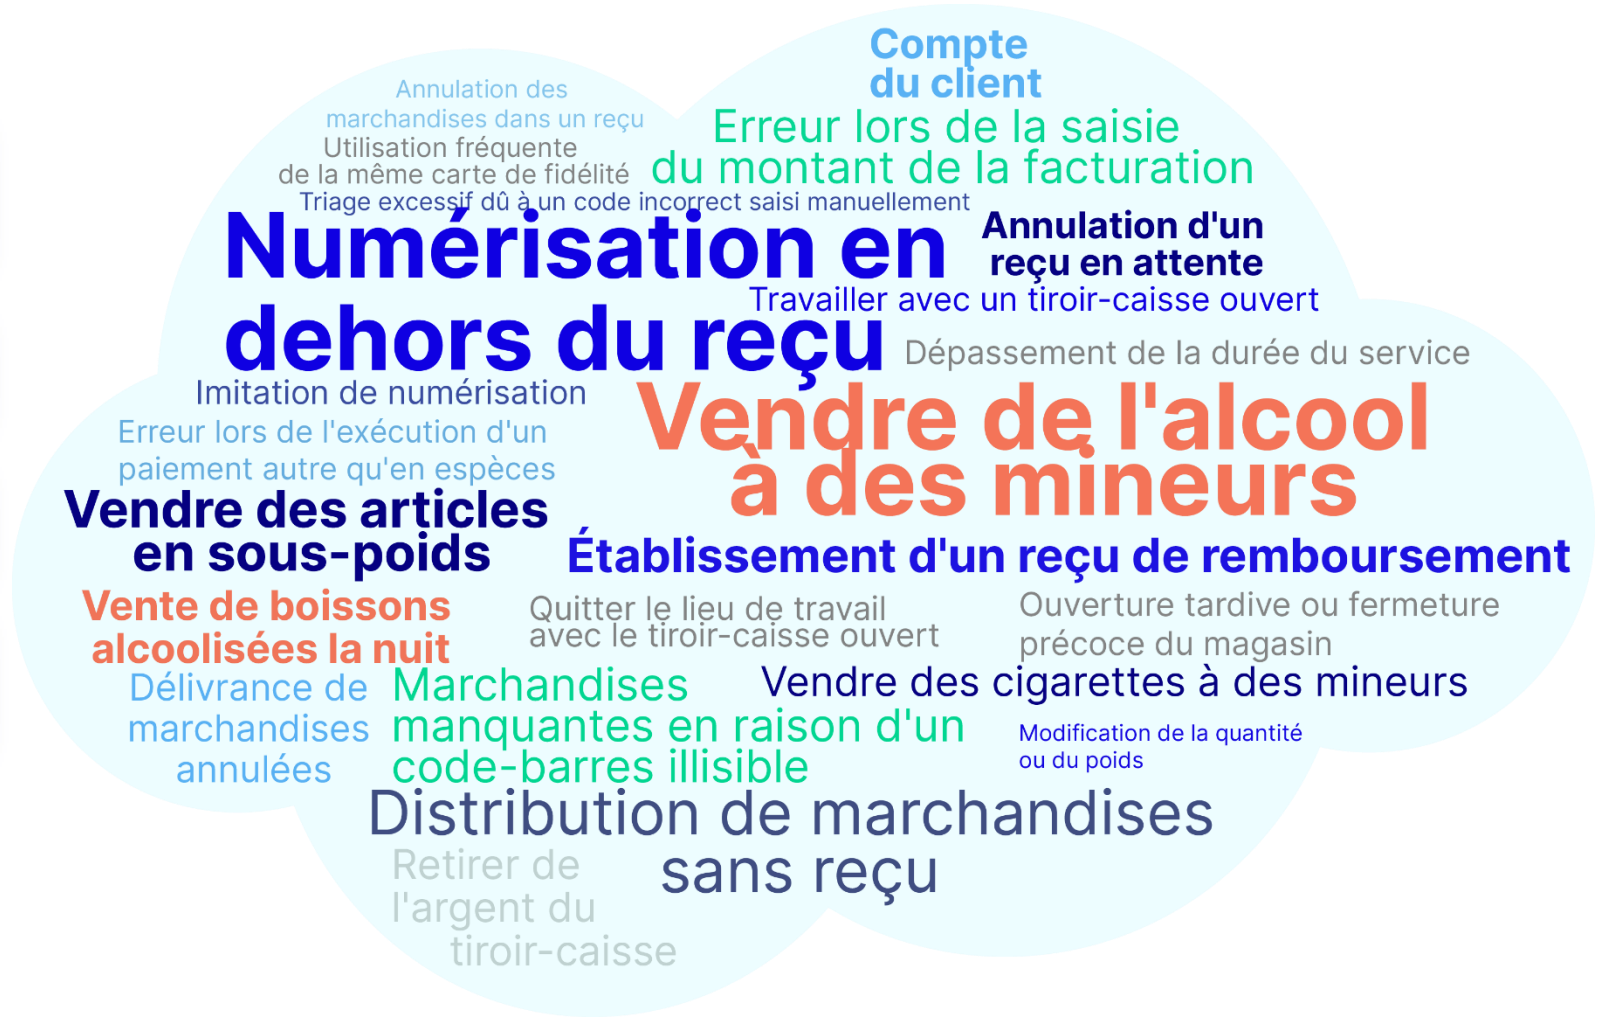 Compte
du client
Annulation des
marchandises dans un reçu
Erreur lors de la saisie
du montant de la facturation
Utilisation fréquente
de la même carte de fidélité
Triage excessif dû à un code incorrect saisi manuellement
Numérisation en
dehors du reçu
Annulation d'un
reçu en attente
Travailler avec un tiroir-caisse ouvert
Dépassement de la durée du service
Imitation de numérisation
Vendre de l'alcool
à des mineurs
Erreur lors de l'exécution d'un
paiement autre qu'en espèces
Vendre des articles
en sous-poids
Établissement d'un reçu de remboursement
Vente de boissons
alcoolisées la nuit
Quitter le lieu de travail
avec le tiroir-caisse ouvert
Ouverture tardive ou fermeture
précoce du magasin
Délivrance de
marchandises
annulées
Marchandises
manquantes en raison d'un
code-barres illisible
Vendre des cigarettes à des mineurs
Modification de la quantité
ou du poids
Distribution de marchandises
sans reçu
Retirer de
l'argent du
tiroir-caisse